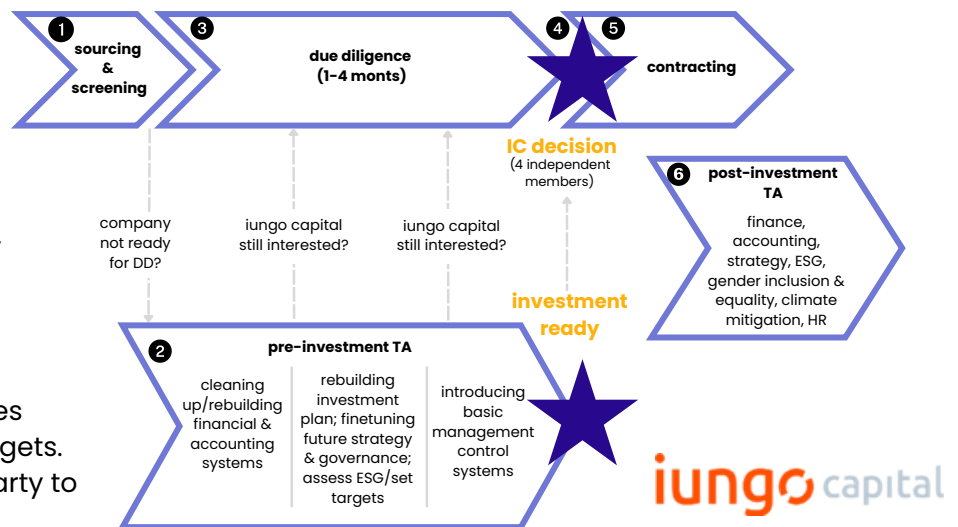 1
sourcing
&
screening
3
due diligence
(1-4 monts)
4
5
contracting
IC decision
(4 independent
members)
6
post-investment
TA
finance,
accounting,
strategy, ESG,
gender inclusion &
equality, climate
mitigation, HR
company
not ready
for DD?
iungo capital
still interested?
iungo capital
still interested?
investment
ready
2
pre-investment TA
cleaning
up/rebuilding
financial &
accounting
systems
rebuilding
investment
plan; finetuning
future strategy
& governance;
assess ESG/set
targets
introducing
basic
management
control
systems
arty to
iungo capital